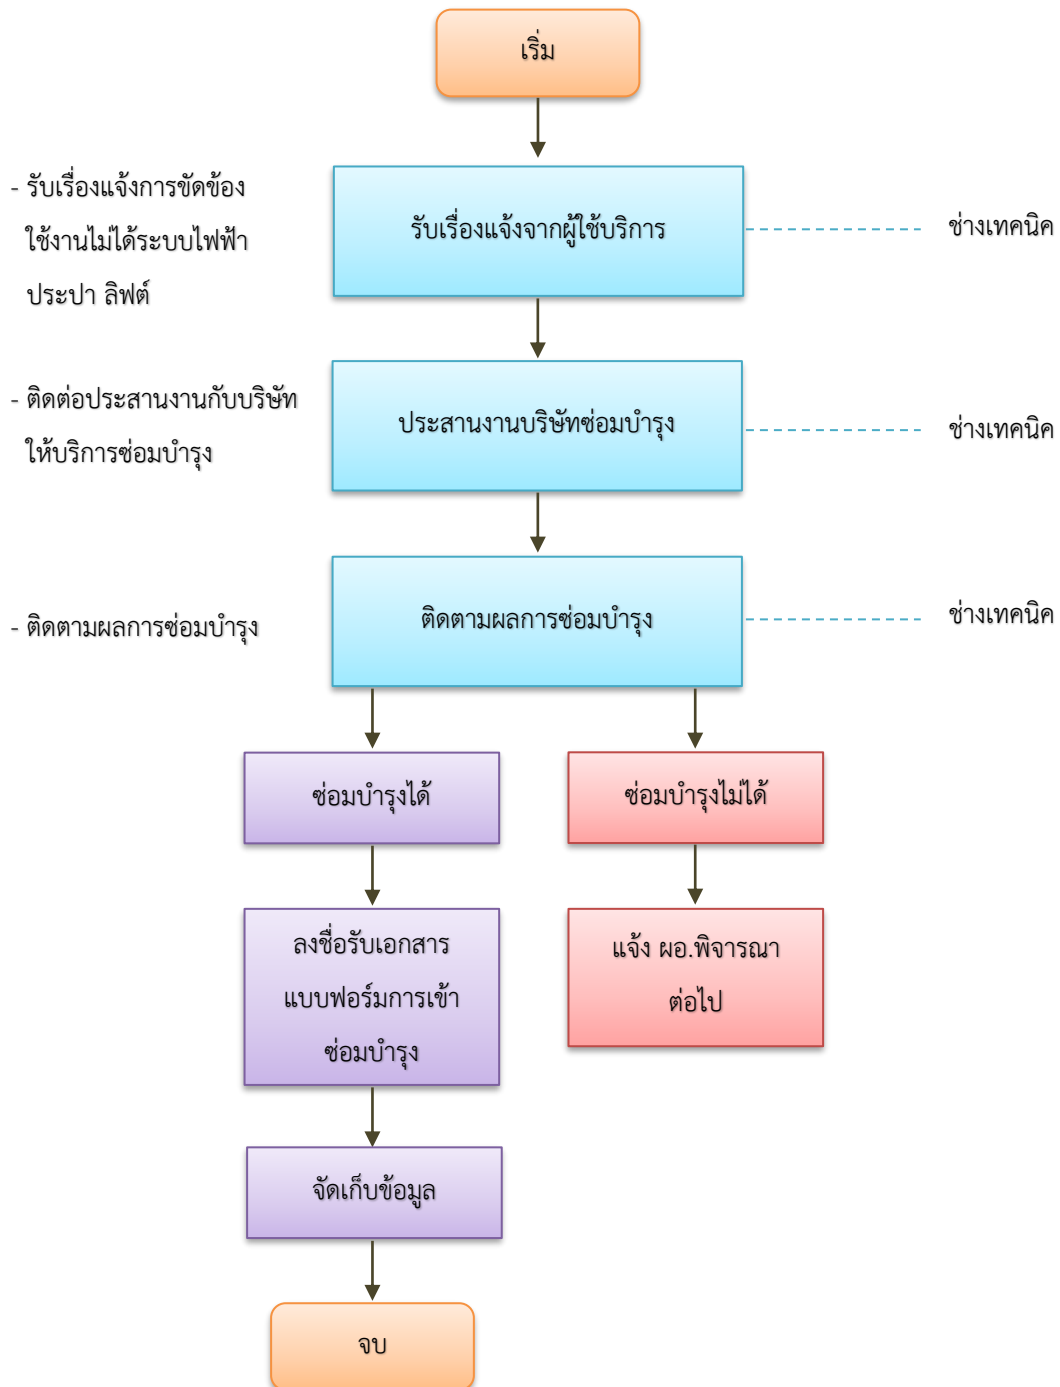 เริ่ม
- รับเรื่องแจ้งการขัดข้อง
ใช้งานไม่ได้ระบบไฟฟ้า
ประปา ลิฟต์
รับเรื่องแจ้งจากผู้ใช้บริการ
ช่างเทคนิค
- ติดต่อประสานงานกับบริษัท
ให้บริการซ่อมบำรุง
ประสานงานบริษัทซ่อมบำรุง
ช่างเทคนิค
- ติดตามผลการซ่อมบำรุง
ติดตามผลการซ่อมบำรุง
ช่างเทคนิค
ซ่อมบำรุงได้
ซ่อมบำรุงไม่ได้
ลงชื่อรับเอกสาร
แบบฟอร์มการเข้า
ซ่อมบำรุง
แจ้ง ผอ.พิจารณา
ต่อไป
จัดเก็บข้อมูล
จบ